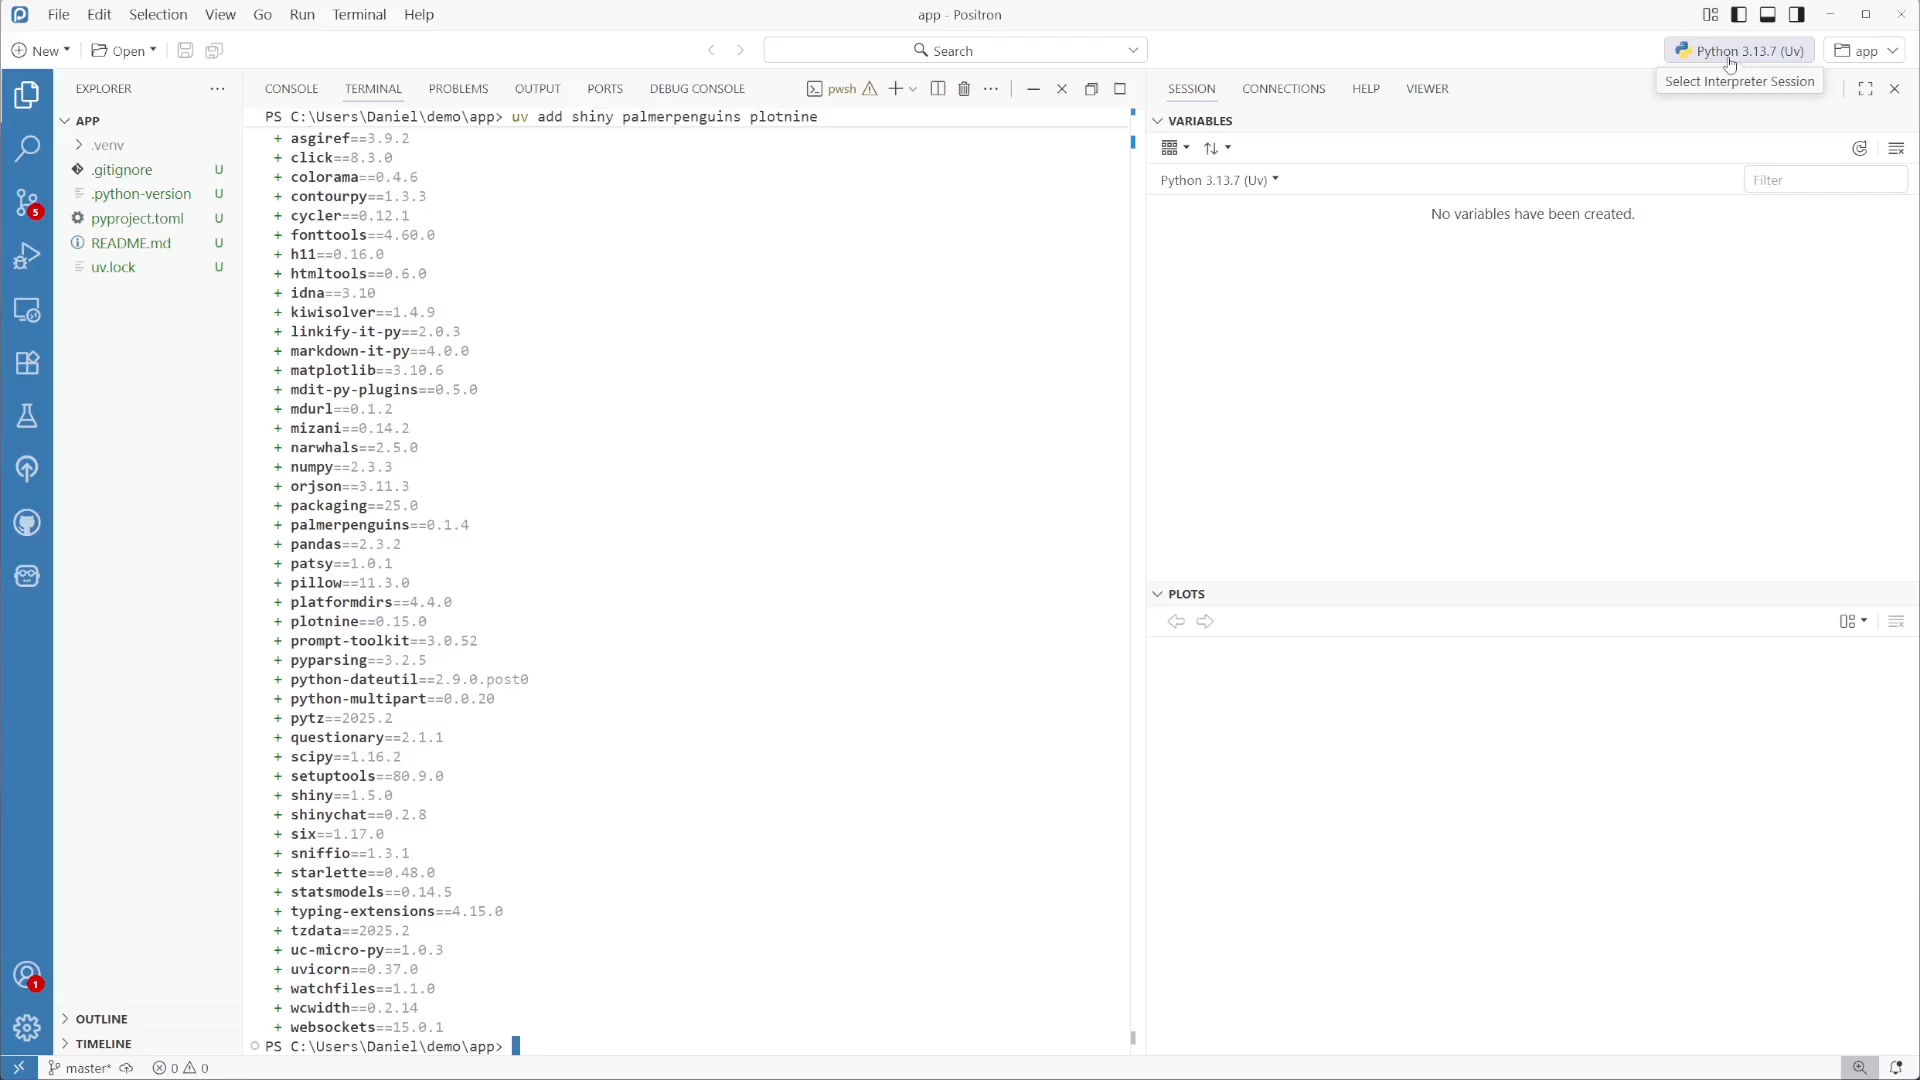 File Edit Selection View Go Run Terminal Help
app - Positron
New
Open
Search
Python 3.13.7 (Uv)
app
Select Interpreter Session
EXPLORER
APP
.venv
.gitignore U
.python-version U
pyproject.toml U
README.md U
uv.lock U
OUTLINE
TIMELINE
5
1
CONSOLE TERMINAL PROBLEMS OUTPUT PORTS DEBUG CONSOLE
pwsh
PS C:\Users\Daniel\demo\app> uv add shiny palmerpenguins plotnine
+ asgiref==3.9.2
+ click==8.3.0
+ colorama==0.4.6
+ contourpy==1.3.3
+ cycler==0.12.1
+ fonttools==4.60.0
+ h11==0.16.0
+ htmltools==0.6.0
+ idna==3.10
+ kiwisolver==1.4.9
+ linkify-it-py==2.0.3
+ markdown-it-py==4.0.0
+ matplotlib==3.10.6
+ mdit-py-plugins==0.5.0
+ mdurl==0.1.2
+ mizani==0.14.2
+ narwhals==2.5.0
+ numpy==2.3.3
+ orjson==3.11.3
+ packaging==25.0
+ palmerpenguins==0.1.4
+ pandas==2.3.2
+ patsy==1.0.1
+ pillow==11.3.0
+ platformdirs==4.4.0
+ plotnine==0.15.0
+ prompt-toolkit==3.0.52
+ pyparsing==3.2.5
+ python-dateutil==2.9.0.post0
+ python-multipart==0.0.20
+ pytz==2025.2
+ questionary==2.1.1
+ scipy==1.16.2
+ setuptools==80.9.0
+ shiny==1.5.0
+ shinychat==0.2.8
+ six==1.17.0
+ sniffio==1.3.1
+ starlette==0.48.0
+ statsmodels==0.14.5
+ typing-extensions==4.15.0
+ tzdata==2025.2
+ uc-micro-py==1.0.3
+ uvicorn==0.37.0
+ watchfiles==1.1.0
+ wcwidth==0.2.14
+ websockets==15.0.1
PS C:\Users\Daniel\demo\app>
SESSION CONNECTIONS HELP VIEWER
VARIABLES
Python 3.13.7 (Uv)
Filter
No variables have been created.
PLOTS
master* 0 0